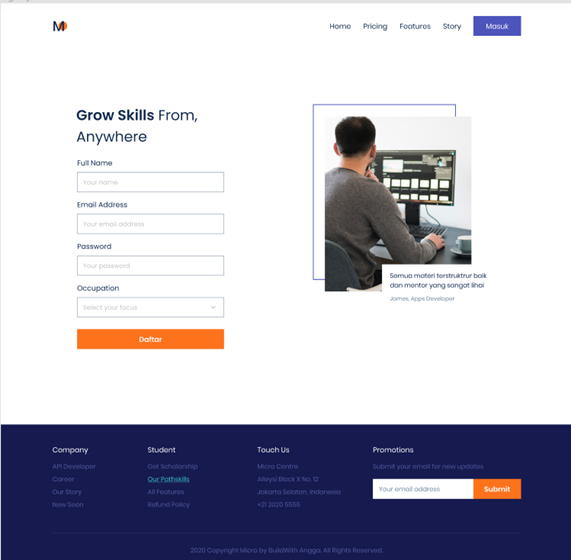 M
Home Pricing Features Story Masuk
Grow Skills From,
Anywhere
Full Name
Your name
Email Address
Your email address
Password
Your password
Occupation
Select your focus
Daftar
Semua materi terstruktrur baik
dan mentor yang sangat lihai
James, Apps Developer
Company
API Developer
Career
Our Story
New Soon
Student
Get Scholarship
Our Pathskills
All Features
Refund Policy
Touch Us
Micro Centre
Alleysi Block X No. 12
Jakarta Selatan, Indonesia
+21 2020 5555
Promotions
Submit your email for new updates
Your email address Submit
2020 Copyright Micro by BuildWith Angga. All Rights Reserved.